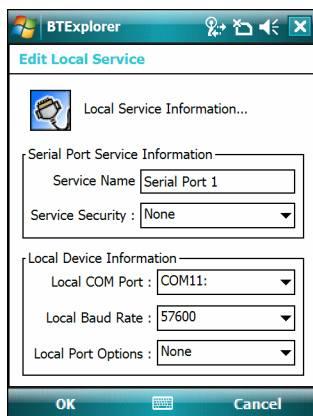 BTExplorer
Edit Local Service
Local Service Information...
Serial Port Service Information
Service Name Serial Port 1
Service Security : None
Local Device Information
Local COM Port : COM11:
Local Baud Rate : 57600
Local Port Options : None
OK Cancel